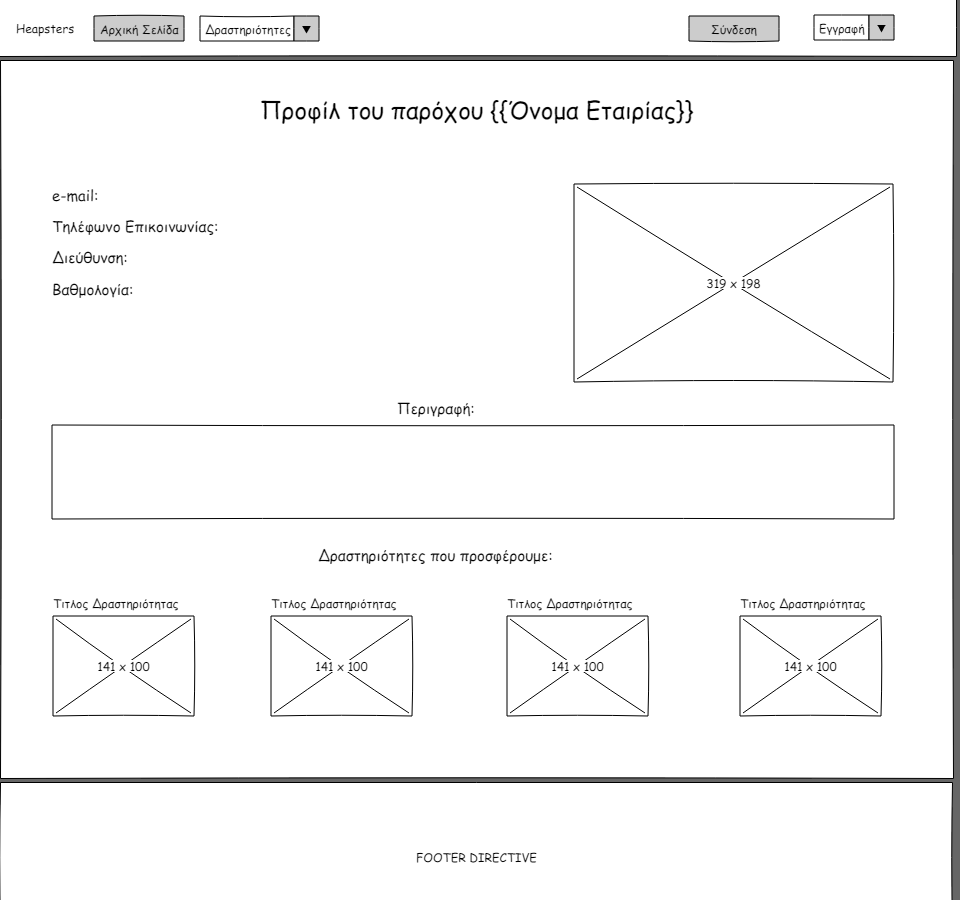 Heapsters Αρχική Σελίδα Δραστηριότητες Σύνδεση Εγγραφή
Προφίλ του παρόχου {{Όνομα Εταιρίας}}
e-mail:
Τηλέφωνο Επικοινωνίας:
Διεύθυνση:
Βαθμολογία:
319 x 198
Περιγραφή:
Δραστηριότητες που προσφέρουμε:
Τιτλος Δραστηριότητας Τιτλος Δραστηριότητας Τιτλος Δραστηριότητας Τιτλος Δραστηριότητας
141 x 100 141 x 100 141 x 100 141 x 100
FOOTER DIRECTIVE